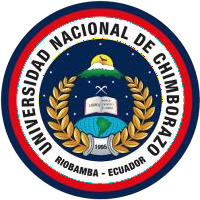 UNIVERSIDAD NACIONAL DE CHIMBORAZO
1995
RIOBAMBA - ECUADOR